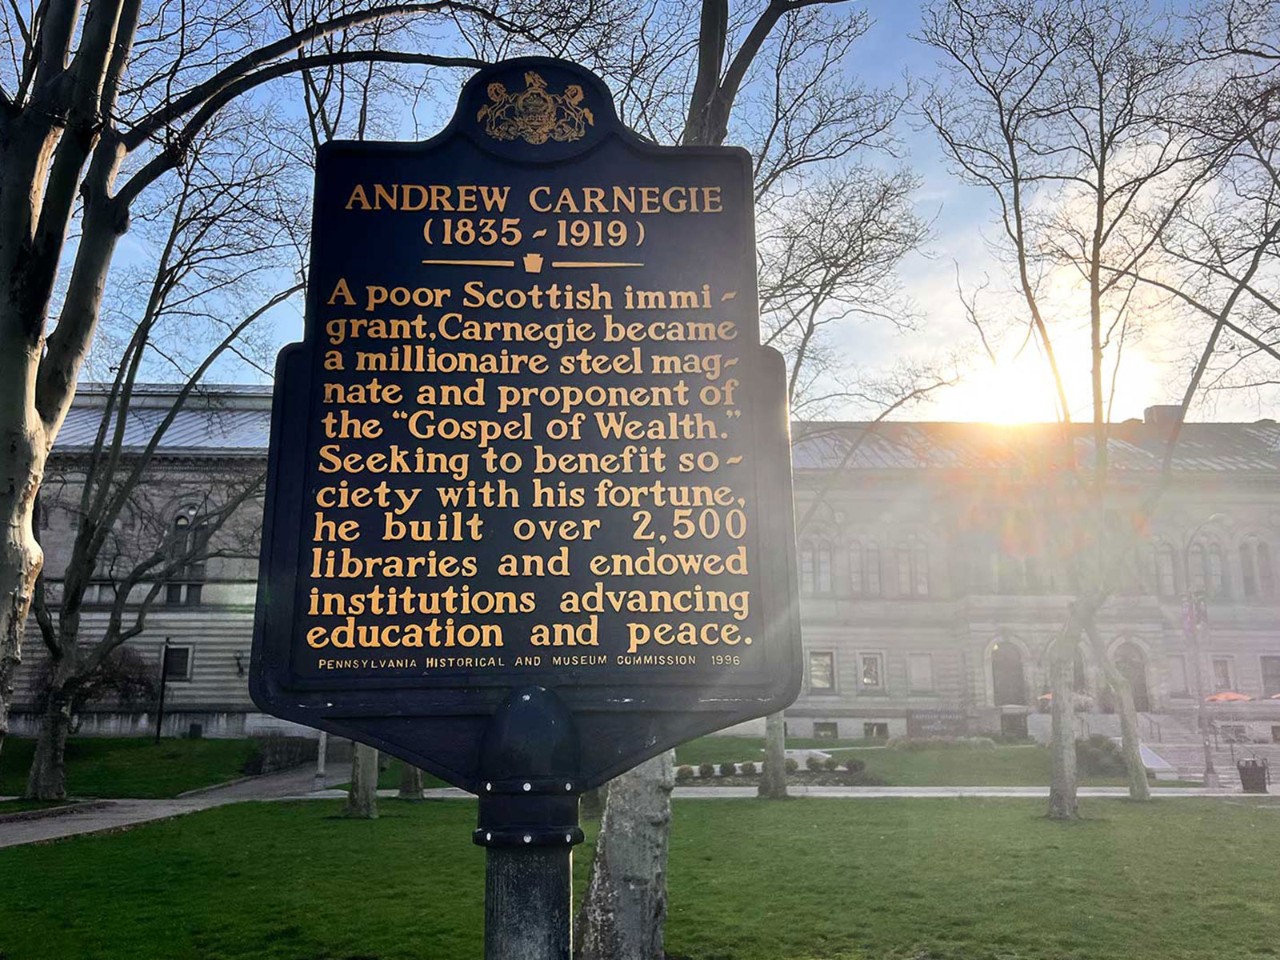 ANDREW CARNEGIE
(1835 ~ 1919)
A poor Scottish immi-
grant, Carnegie became
a millionaire steel mag-
nate and proponent of
the “Gospel of Wealth.”
Seeking to benefit so-
ciety with his fortune,
he built over 2,500
libraries and endowed
institutions advancing
education and peace.
PENNSYLVANIA HISTORICAL AND MUSEUM COMMISSION 1996